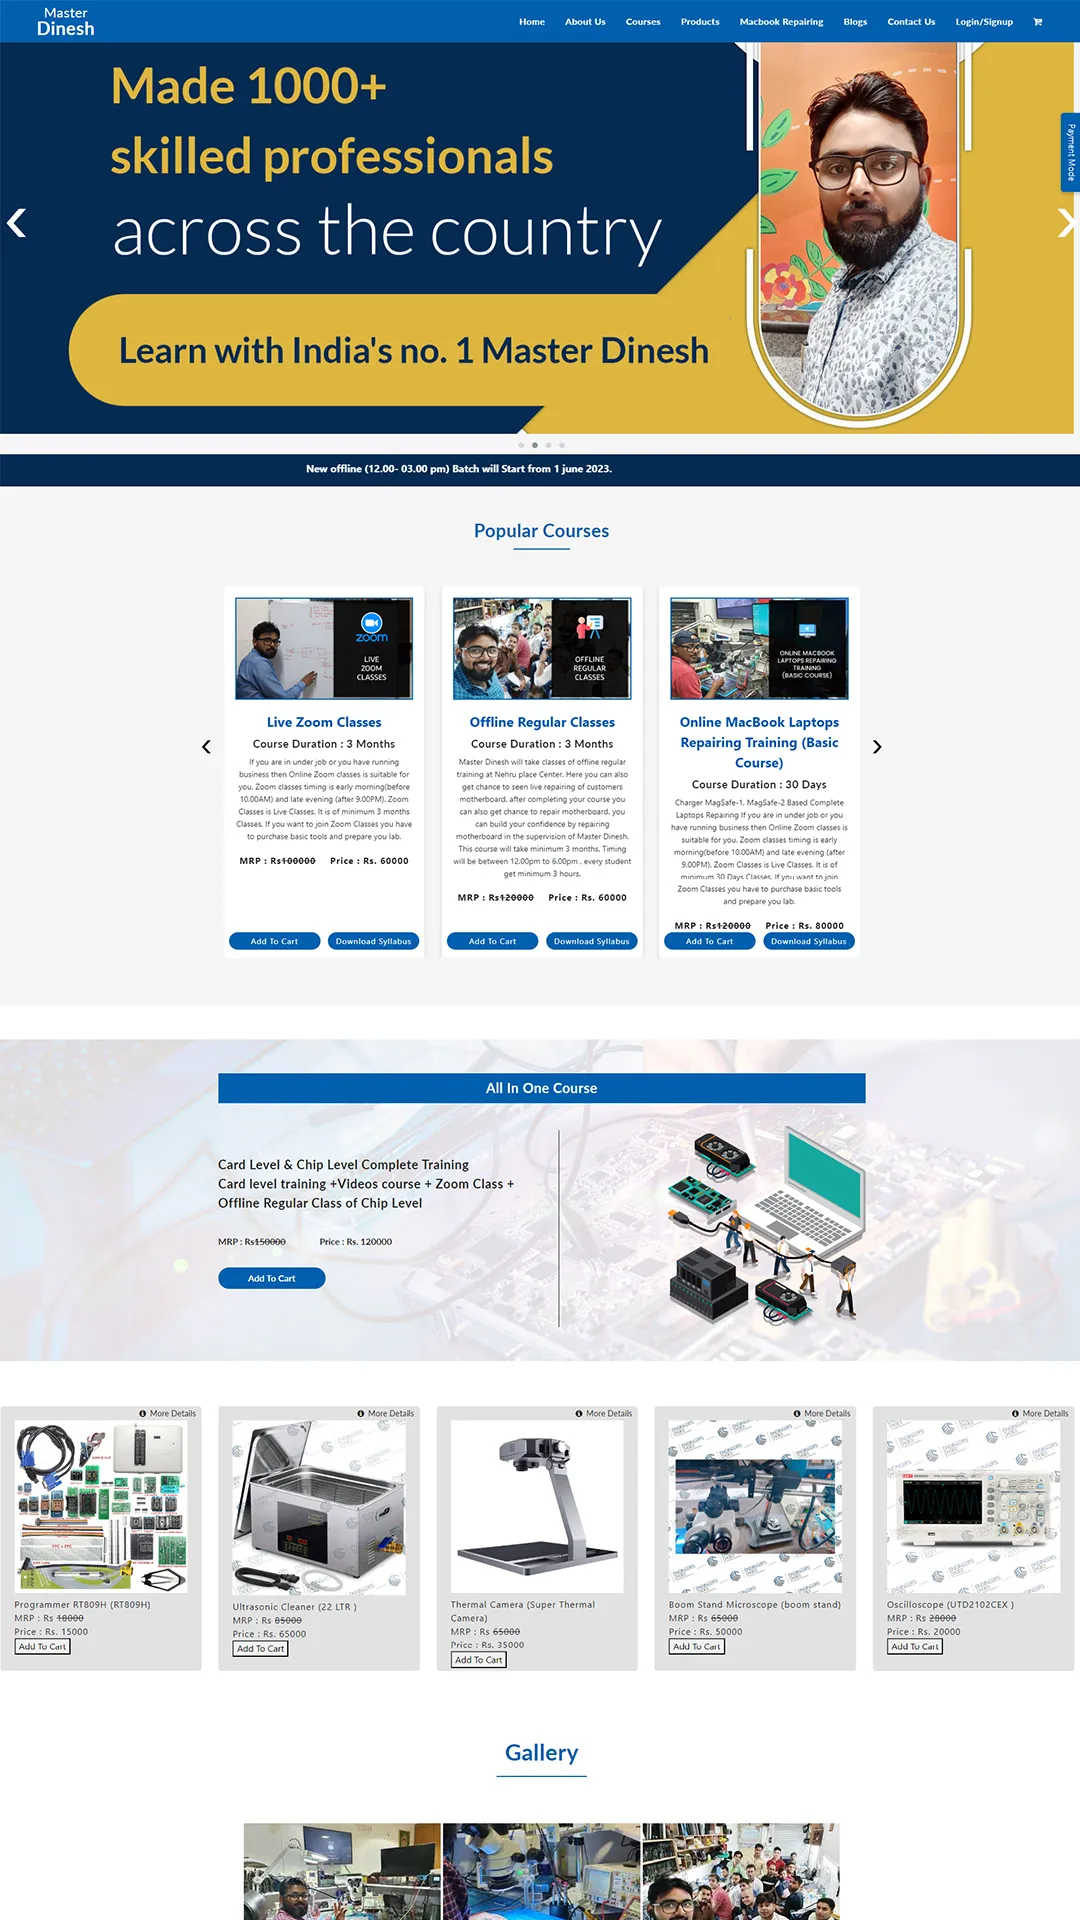 Master
Dinesh
Home About Us Courses Products Macbook Repairing Blogs Contact Us Login/Signup
Made 1000+
skilled professionals
across the country
Learn with India's no. 1 Master Dinesh
Payment Mode
New offline (12.00- 03.00 pm) Batch will Start from 1 june 2023.
Popular Courses
zoom
LIVE
ZOOM
CLASSES
Live Zoom Classes
Course Duration : 3 Months
If you are in under job or you have running
business then Online Zoom classes is suitable for
you. Zoom classes timing is early morning(before
10.00AM) and late evening (after 9.00PM). Zoom
Classes is Live Classes. It is of minimum 3 months
Classes. If you want to join Zoom Classes you have
to purchase basic tools and prepare you lab.
MRP : Rs100000 Price : Rs. 60000
Add To Cart Download Syllabus
OFFLINE
REGULAR
CLASSES
Offline Regular Classes
Course Duration : 3 Months
Master Dinesh will take classes of offline regular
training at Nehru place Center. Here you can also
get chance to seen live repairing of customers
motherboard. after completing your course you
can also get chance to repair motherboard. you
can build your confidence by repairing
motherboard in the supervision of Master Dinesh.
This course will take minimum 3 months. Timing
will be between 12.00pm to 6.00pm , every student
get minimum 3 hours.
MRP : Rs120000 Price : Rs. 60000
Add To Cart Download Syllabus
ONLINE MACBOOK
LAPTOPS REPAIRING
TRAINING
(BASIC COURSE)
Online MacBook Laptops
Repairing Training (Basic
Course)
Course Duration : 30 Days
Charger MagSafe-1, MagSafe-2 Based Complete
Laptops Repairing If you are in under job or you
have running business then Online Zoom classes is
suitable for you. Zoom classes timing is early
morning(before 10.00AM) and late evening (after
9.00PM). Zoom Classes is Live Classes. It is of
minimum 30 Days Classes. If you want to join
Zoom Classes you have to purchase basic tools
and prepare you lab.
MRP : Rs120000 Price : Rs. 80000
Add To Cart Download Syllabus
All In One Course
Card Level & Chip Level Complete Training
Card level training +Videos course + Zoom Class +
Offline Regular Class of Chip Level
MRP : Rs150000 Price : Rs. 120000
Add To Cart
More Details
Programmer RT809H (RT809H)
MRP : Rs 18000
Price : Rs. 15000
Add To Cart
More Details
Ultrasonic Cleaner (22 LTR )
MRP : Rs 85000
Price : Rs. 65000
Add To Cart
More Details
Thermal Camera (Super Thermal
Camera)
MRP : Rs 65000
Price : Rs. 35000
Add To Cart
More Details
Boom Stand Microscope (boom stand)
MRP : Rs 65000
Price : Rs. 50000
Add To Cart
More Details
Oscilloscope (UTD2102CEX )
MRP : Rs 28000
Price : Rs. 20000
Add To Cart
Gallery